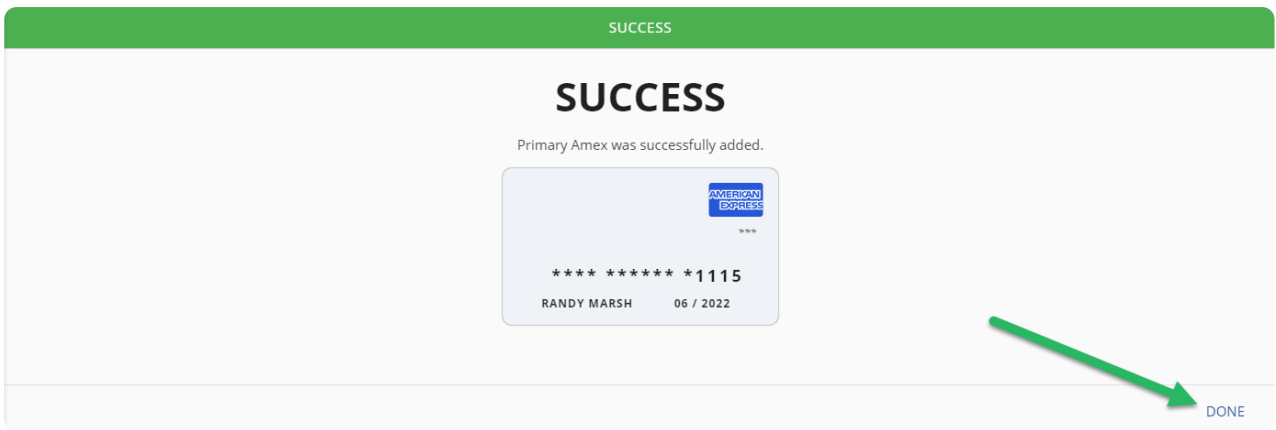 SUCCESS
SUCCESS
Primary Amex was successfully added.
AMERICAN
EXPRESS
***
**** ****** *1115
RANDY MARSH 06 / 2022
DONE